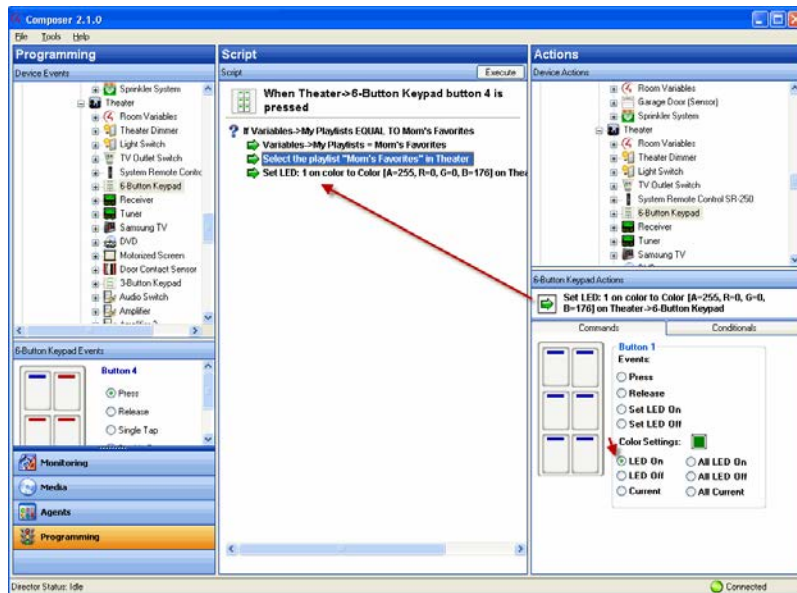 Composer 2.1.0
File Tools Help
Programming
Device Events
Sprinkler System
Theater
Room Variables
Theater Dimmer
Light Switch
TV Outlet Switch
System Remote Contro
6-Button Keypad
Receiver
Tuner
Samsung TV
DVD
Motorized Screen
Door Contact Sensor
3-Button Keypad
Audio Switch
Amplifier
6-Button Keypad Events
Button 4
Press
Release
Single Tap
Monitoring
Media
Agents
Programming
Script
Script Execute
When Theater->6-Button Keypad button 4 is
pressed
If Variables->My Playlists EQUAL TO Mom's Favorites
Variables->My Playlists = Mom's Favorites
Select the playlist "Mom's Favorites" in Theater
Set LED: 1 on color to Color [A=255, R=0, G=0, B=176] on Thea
Actions
Device Actions
Room Variables
Garage Door (Sensor)
Sprinkler System
Theater
Room Variables
Theater Dimmer
Light Switch
TV Outlet Switch
System Remote Control SR-250
6-Button Keypad
Receiver
Tuner
Samsung TV
6-Button Keypad Actions
Set LED: 1 on color to Color [A=255, R=0, G=0,
B=176] on Theater->6-Button Keypad
Commands Conditionals
Button 1
Events:
Press
Release
Set LED On
Set LED Off
Color Settings:
LED On All LED On
LED Off All LED Off
Current All Current
Director Status: Idle
Connected